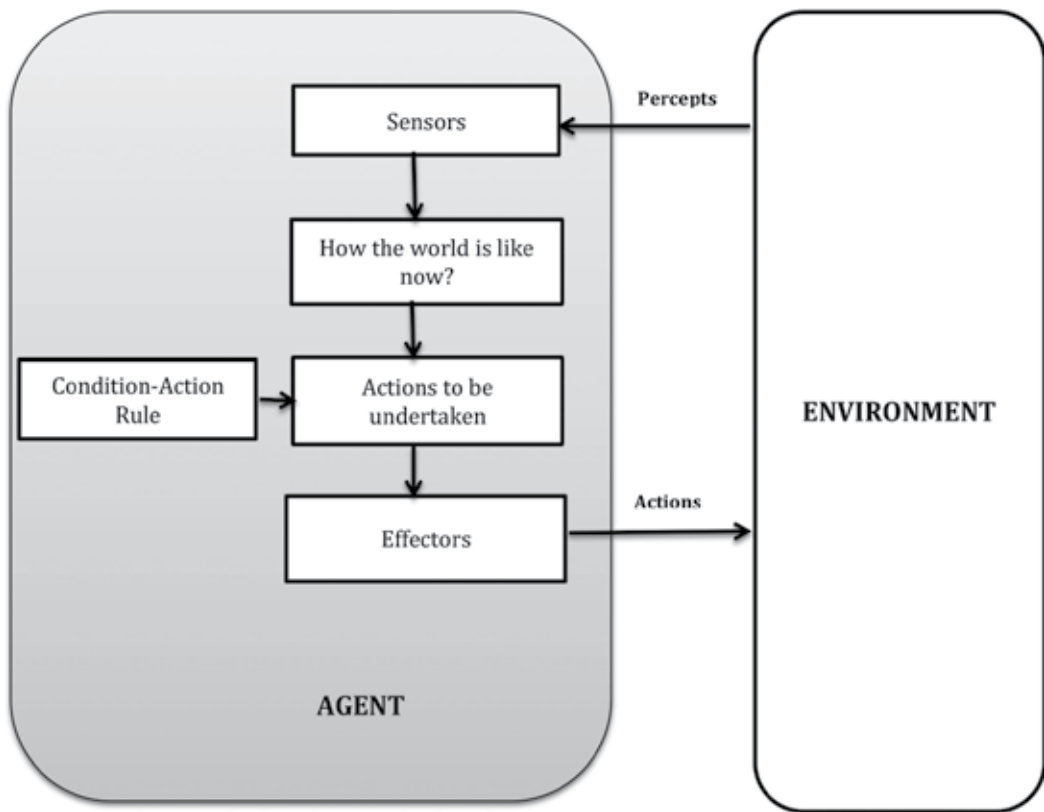 Percepts
Sensors
How the world is like
now?
Condition-Action
Rule
Actions to be
undertaken
ENVIRONMENT
Actions
Effectors
AGENT